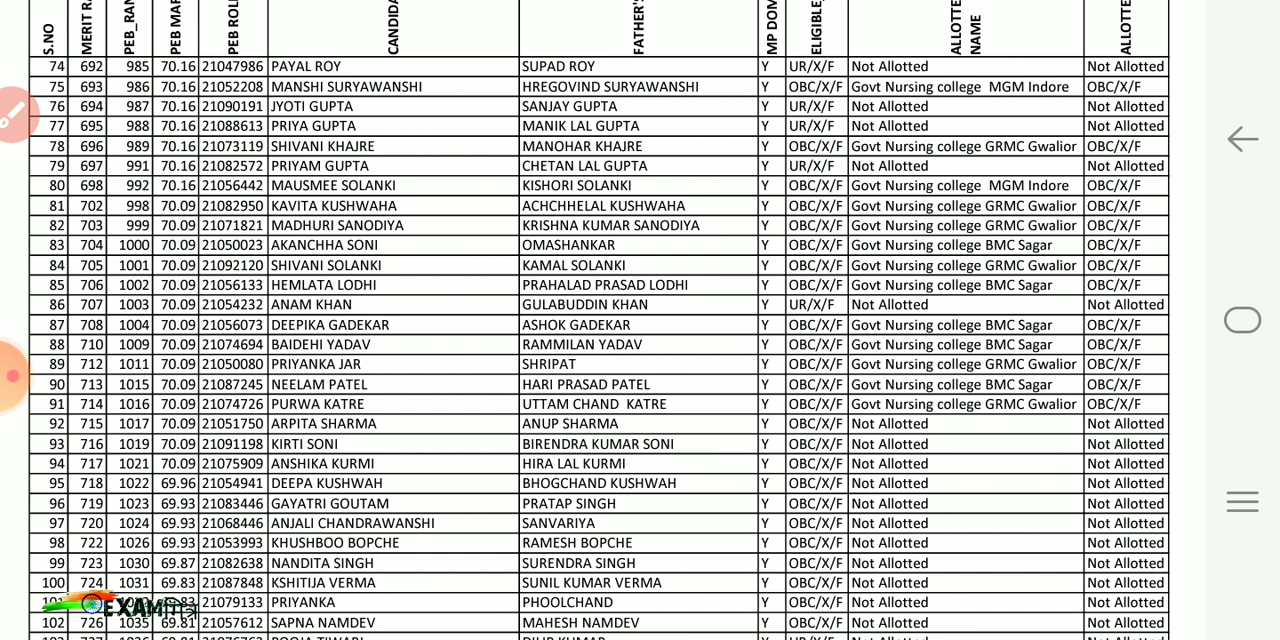 S.NO MERIT RA PEB_RAN PEB MAR PEB ROLL CANDIDA FATHER'S MP DOM ELIGIBLE_ ALLOTTE NAME ALLOTTE
74 692 985 70.16 21047986 PAYAL ROY SUPAD ROY Y UR/X/F Not Allotted Not Allotted
75 693 986 70.16 21052208 MANSHI SURYAWANSHI HREGOVIND SURYAWANSHI Y OBC/X/F Govt Nursing college MGM Indore OBC/X/F
76 694 987 70.16 21090191 JYOTI GUPTA SANJAY GUPTA Y UR/X/F Not Allotted Not Allotted
77 695 988 70.16 21088613 PRIYA GUPTA MANIK LAL GUPTA Y UR/X/F Not Allotted Not Allotted
78 696 989 70.16 21073119 SHIVANI KHAJRE MANOHAR KHAJRE Y OBC/X/F Govt Nursing college GRMC Gwalior OBC/X/F
79 697 991 70.16 21082572 PRIYAM GUPTA CHETAN LAL GUPTA Y UR/X/F Not Allotted Not Allotted
80 698 992 70.16 21056442 MAUSMEE SOLANKI KISHORI SOLANKI Y OBC/X/F Govt Nursing college MGM Indore OBC/X/F
81 702 998 70.09 21082950 KAVITA KUSHWAHA ACHCHHELAL KUSHWAHA Y OBC/X/F Govt Nursing college GRMC Gwalior OBC/X/F
82 703 999 70.09 21071821 MADHURI SANODIYA KRISHNA KUMAR SANODIYA Y OBC/X/F Govt Nursing college GRMC Gwalior OBC/X/F
83 704 1000 70.09 21050023 AKANCHHA SONI OMASHANKAR Y OBC/X/F Govt Nursing college BMC Sagar OBC/X/F
84 705 1001 70.09 21092120 SHIVANI SOLANKI KAMAL SOLANKI Y OBC/X/F Govt Nursing college GRMC Gwalior OBC/X/F
85 706 1002 70.09 21056133 HEMLATA LODHI PRAHALAD PRASAD LODHI Y OBC/X/F Govt Nursing college BMC Sagar OBC/X/F
86 707 1003 70.09 21054232 ANAM KHAN GULABUDDIN KHAN Y UR/X/F Not Allotted Not Allotted
87 708 1004 70.09 21056073 DEEPIKA GADEKAR ASHOK GADEKAR Y OBC/X/F Govt Nursing college BMC Sagar OBC/X/F
88 710 1009 70.09 21074694 BAIDEHI YADAV RAMMILAN YADAV Y OBC/X/F Govt Nursing college BMC Sagar OBC/X/F
89 712 1011 70.09 21050080 PRIYANKA JAR SHRIPAT Y OBC/X/F Govt Nursing college GRMC Gwalior OBC/X/F
90 713 1015 70.09 21087245 NEELAM PATEL HARI PRASAD PATEL Y OBC/X/F Govt Nursing college BMC Sagar OBC/X/F
91 714 1016 70.09 21074726 PURWA KATRE UTTAM CHAND KATRE Y OBC/X/F Govt Nursing college GRMC Gwalior OBC/X/F
92 715 1017 70.09 21051750 ARPITA SHARMA ANUP SHARMA Y OBC/X/F Not Allotted Not Allotted
93 716 1019 70.09 21091198 KIRTI SONI BIRENDRA KUMAR SONI Y OBC/X/F Not Allotted Not Allotted
94 717 1021 70.09 21075909 ANSHIKA KURMI HIRA LAL KURMI Y OBC/X/F Not Allotted Not Allotted
95 718 1022 69.96 21054941 DEEPA KUSHWAH BHOGCHAND KUSHWAH Y OBC/X/F Not Allotted Not Allotted
96 719 1023 69.93 21083446 GAYATRI GOUTAM PRATAP SINGH Y OBC/X/F Not Allotted Not Allotted
97 720 1024 69.93 21068446 ANJALI CHANDRAWANSHI SANVARIYA Y OBC/X/F Not Allotted Not Allotted
98 722 1026 69.93 21053993 KHUSHBOO BOPCHE RAMESH BOPCHE Y OBC/X/F Not Allotted Not Allotted
99 723 1030 69.87 21082638 NANDITA SINGH SURENDRA SINGH Y OBC/X/F Not Allotted Not Allotted
100 724 1031 69.83 21087848 KSHITIJA VERMA SUNIL KUMAR VERMA Y OBC/X/F Not Allotted Not Allotted
EXAMमित्र 21079133 PRIYANKA PHOOLCHAND Y OBC/X/F Not Allotted Not Allotted
102 726 1035 69.81 21057612 SAPNA NAMDEV MAHESH NAMDEV Y OBC/X/F Not Allotted Not Allotted